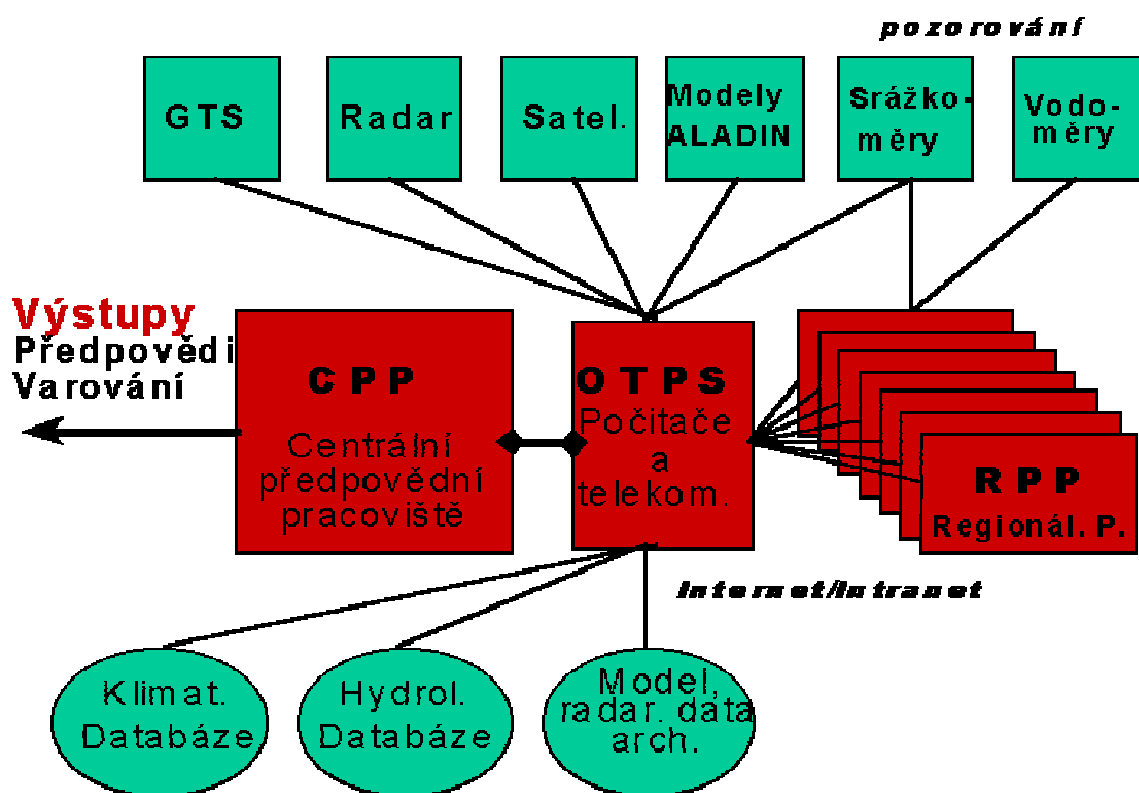 pozorování
GTS
Radar
Satel.
Modely
ALADIN
Srážko-
měry
Vodo-
měry
Výstupy
Předpovědi
Varování
CPP
Centrální
předpovědní
pracoviště
OTPS
Počitače
a
telekom.
RPP
Regionál. P.
Internet/Intranet
Klimat.
Databáze
Hydrol.
Databáze
Model,
radar. data
arch.